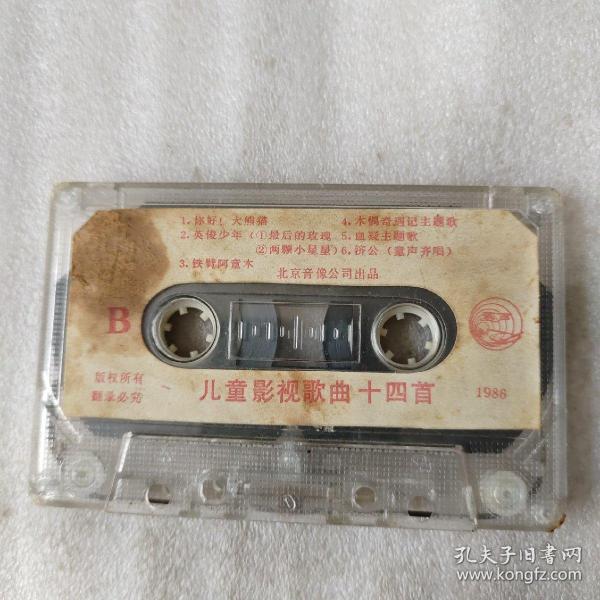 1. 你好！大熊猫
2. 英俊少年（①最后的玫瑰
②两颗小星星）
3. 铁臂阿童木
4. 木偶奇遇记主题歌
5. 血疑主题歌
6. 济公（童声齐唱）
北京音像公司出品
B
版权所有
翻录必究
儿童影视歌曲十四首
1986
孔夫子旧书网
www.kongfz.com